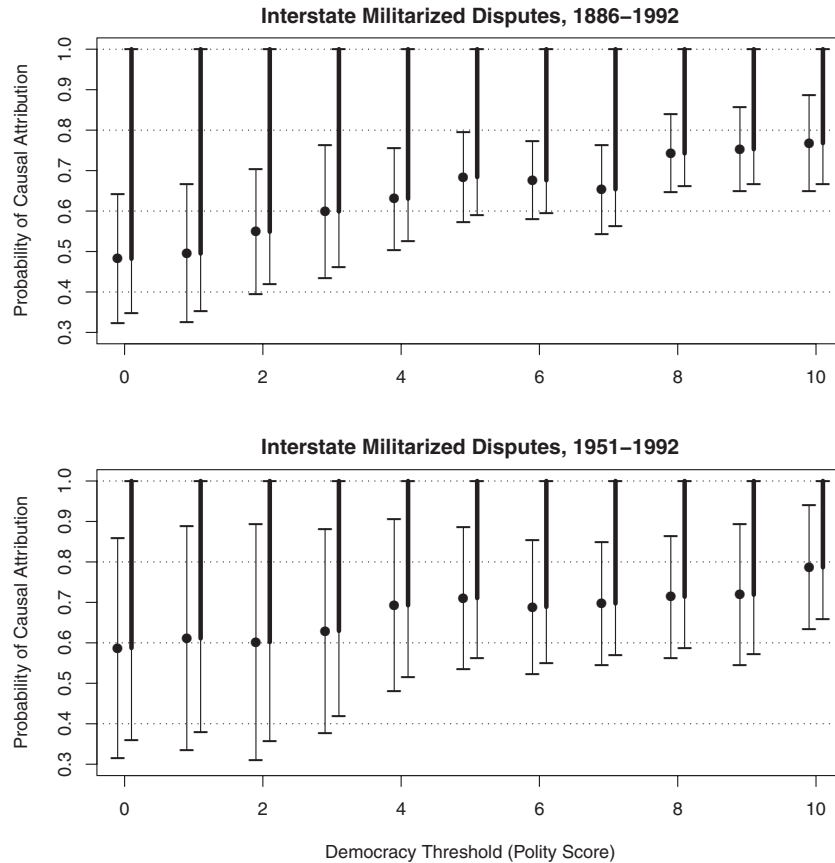 Interstate Militarized Disputes, 1886−1992
Probability of Causal Attribution
1.0
0.9
0.8
0.7
0.6
0.5
0.4
0.3
0 2 4 6 8 10
Interstate Militarized Disputes, 1951−1992
Probability of Causal Attribution
1.0
0.9
0.8
0.7
0.6
0.5
0.4
0.3
0 2 4 6 8 10
Democracy Threshold (Polity Score)